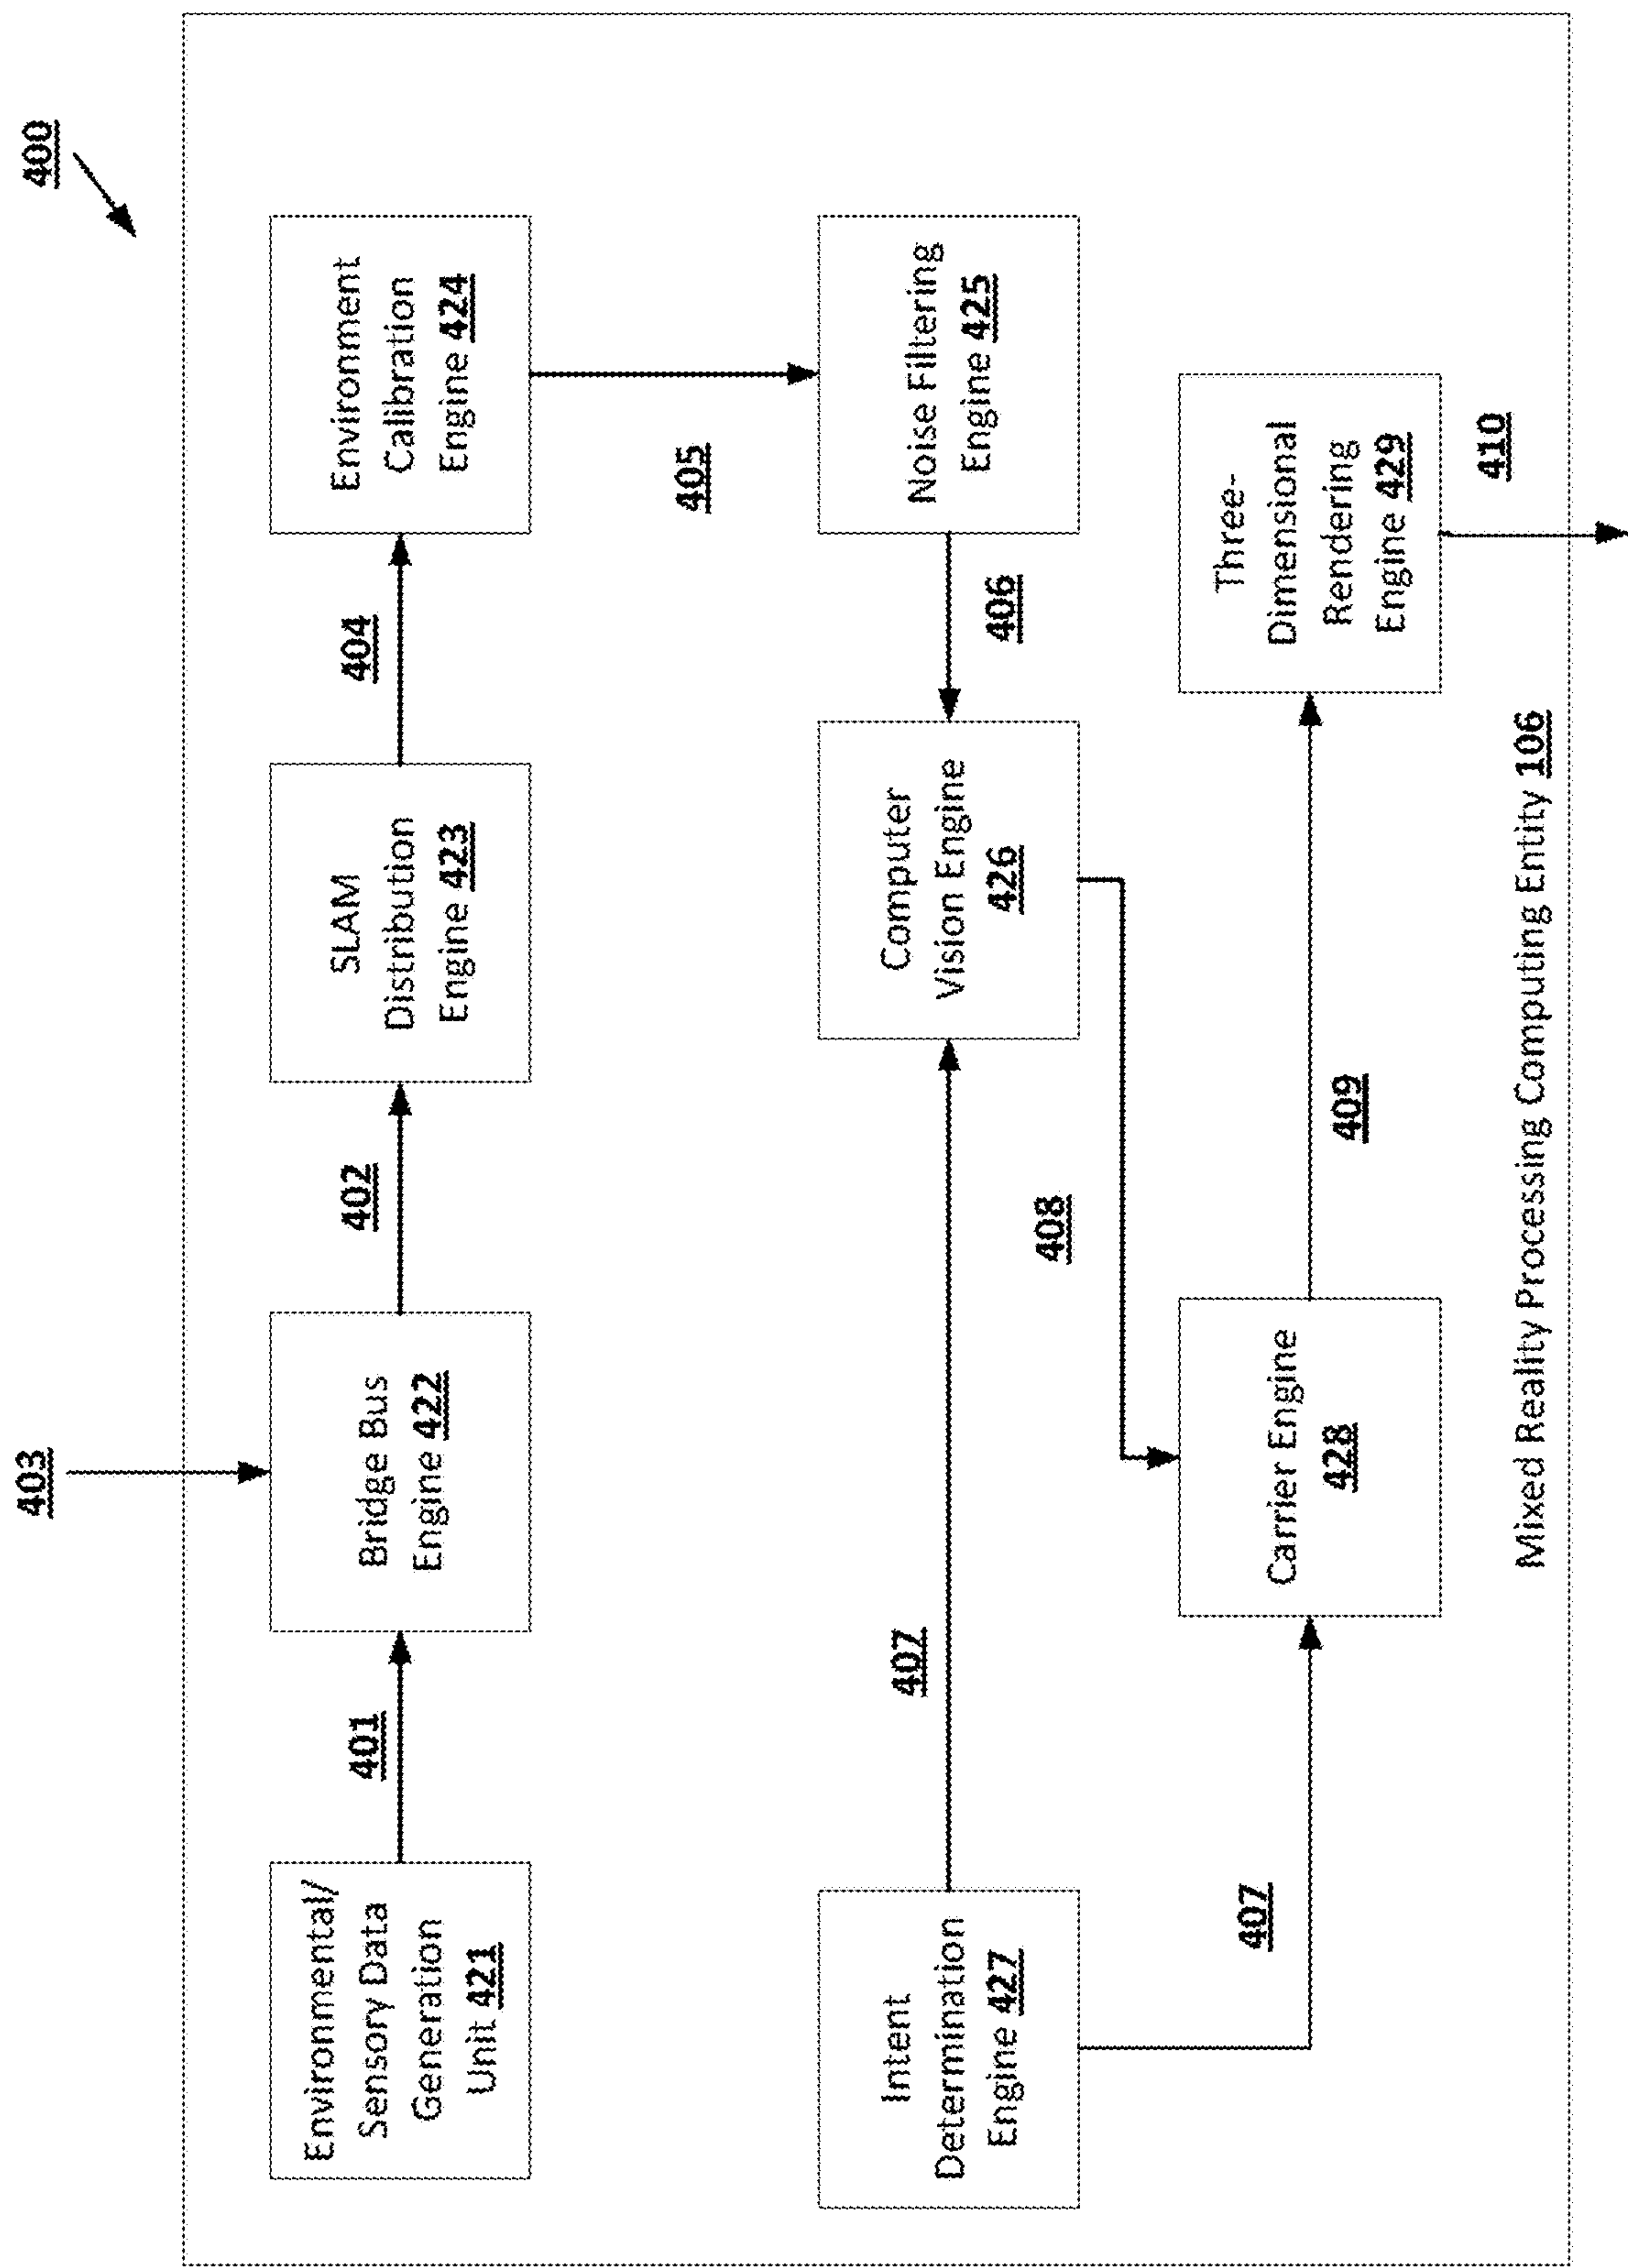 400
403
Environmental/
Sensory Data
Generation
Unit 421
401
Bridge Bus
Engine 422
402
SLAM
Distribution
Engine 423
404
Environment
Calibration
Engine 424
405
Intent
Determination
Engine 427
407
Computer
Vision Engine
426
406
Noise Filtering
Engine 425
408
407
Carrier Engine
428
409
Three-
Dimensional
Rendering
Engine 429
410
Mixed Reality Processing Computing Entity 106